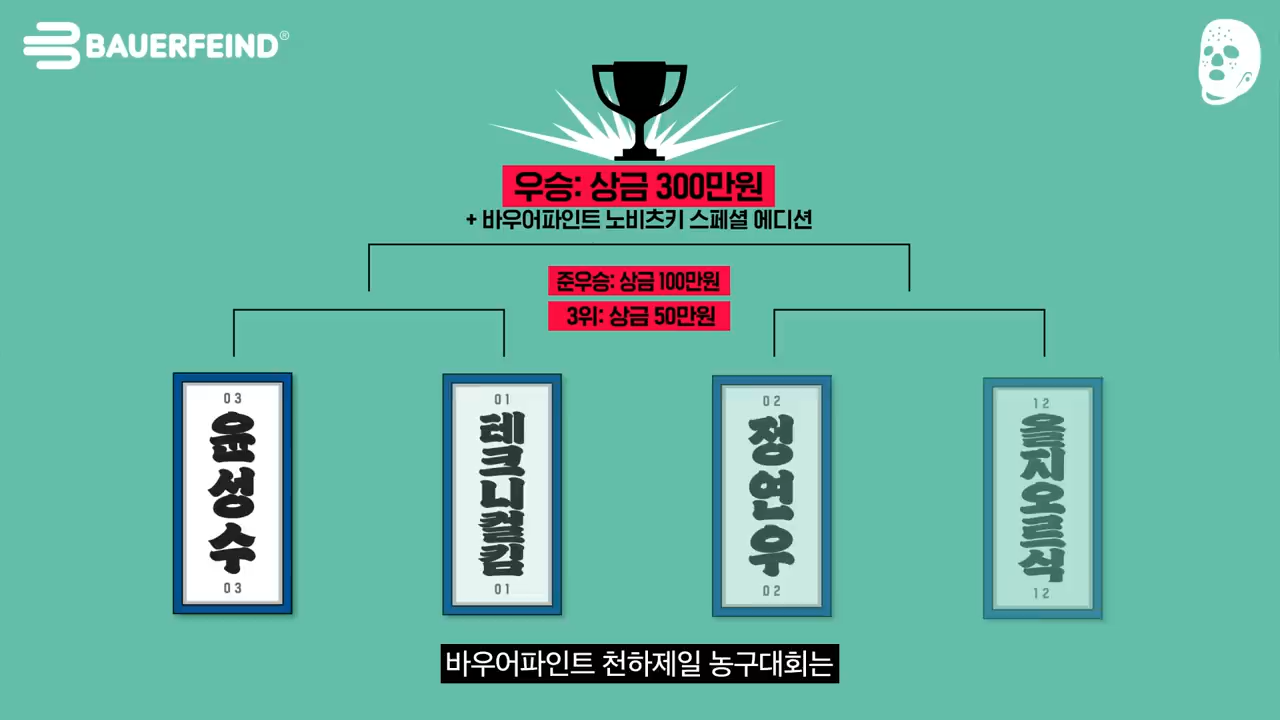 BAUERFEIND®
우승: 상금 300만원
+ 바우어파인트 노비츠키 스페셜 에디션
준우승: 상금 100만원
3위: 상금 50만원
03
윤성수
03
01
테크니컬킴
01
02
정연우
02
12
을지오르식
12
바우어파인트 천하제일 농구대회는